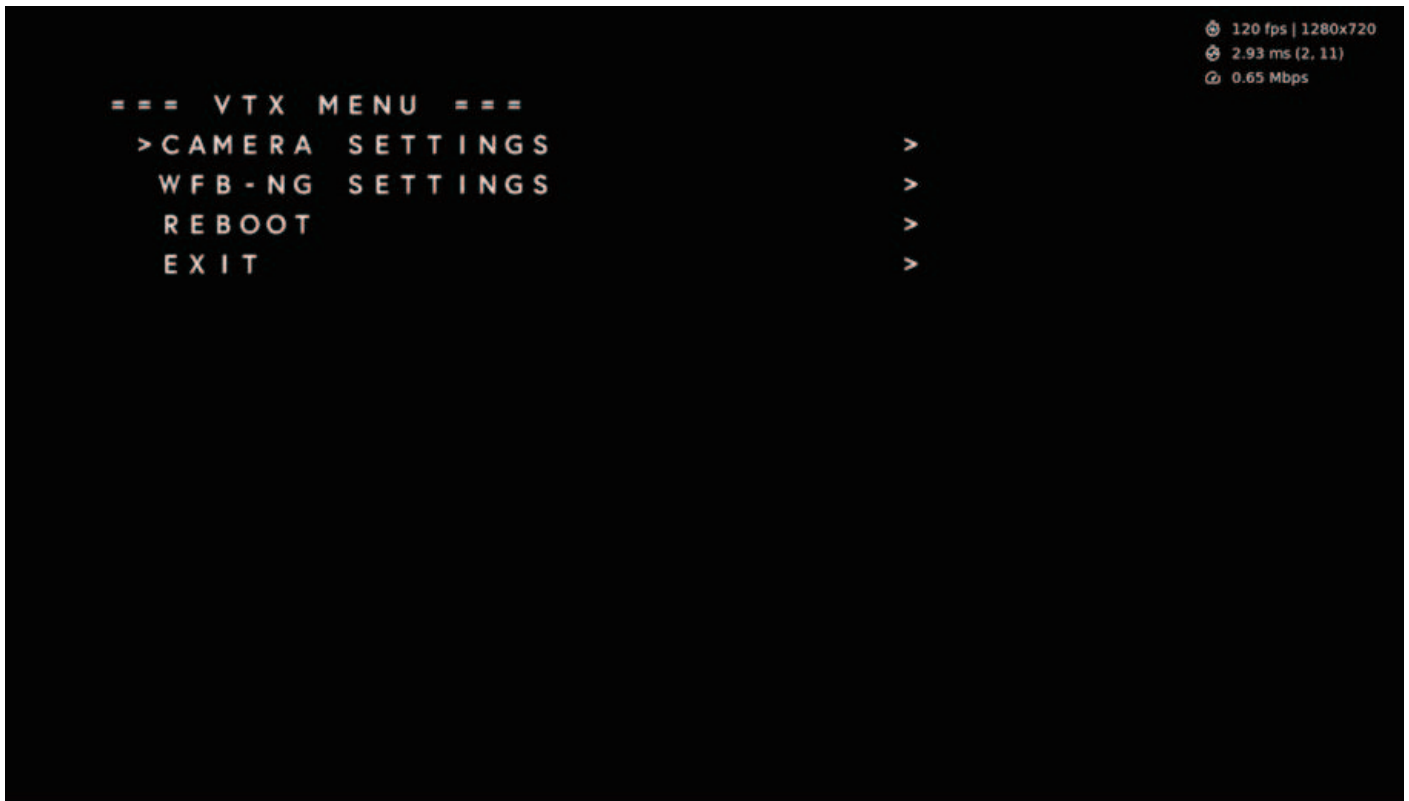 120 fps | 1280x720
2.93 ms (2, 11)
0.65 Mbps
=== VTX MENU ===
>CAMERA SETTINGS >
WFB-NG SETTINGS >
REBOOT >
EXIT >